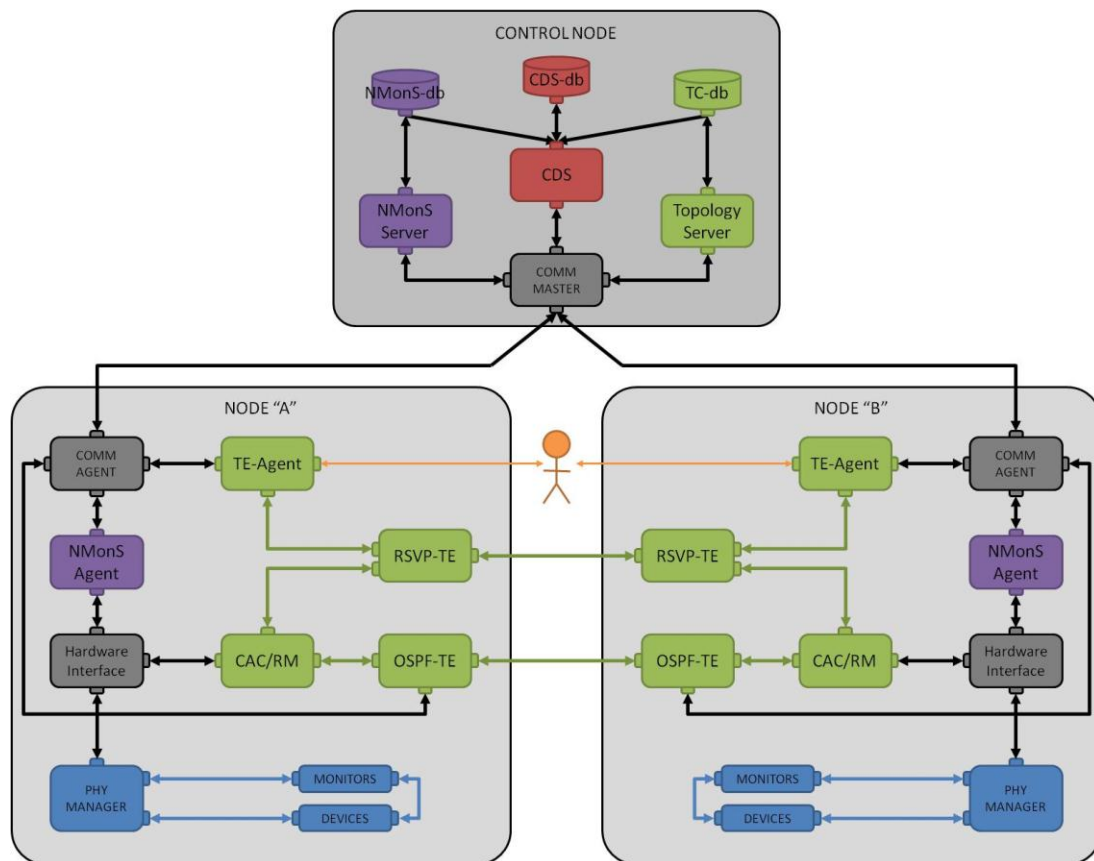 CONTROL NODE
NMonS-db
CDS-db
TC-db
CDS
NMonS
Server
Topology
Server
COMM
MASTER
NODE “A”
NODE “B”
COMM
AGENT
TE-Agent
TE-Agent
COMM
AGENT
NMonS
Agent
RSVP-TE
RSVP-TE
NMonS
Agent
Hardware
Interface
CAC/RM
OSPF-TE
OSPF-TE
CAC/RM
Hardware
Interface
PHY
MANAGER
MONITORS
DEVICES
MONITORS
DEVICES
PHY
MANAGER